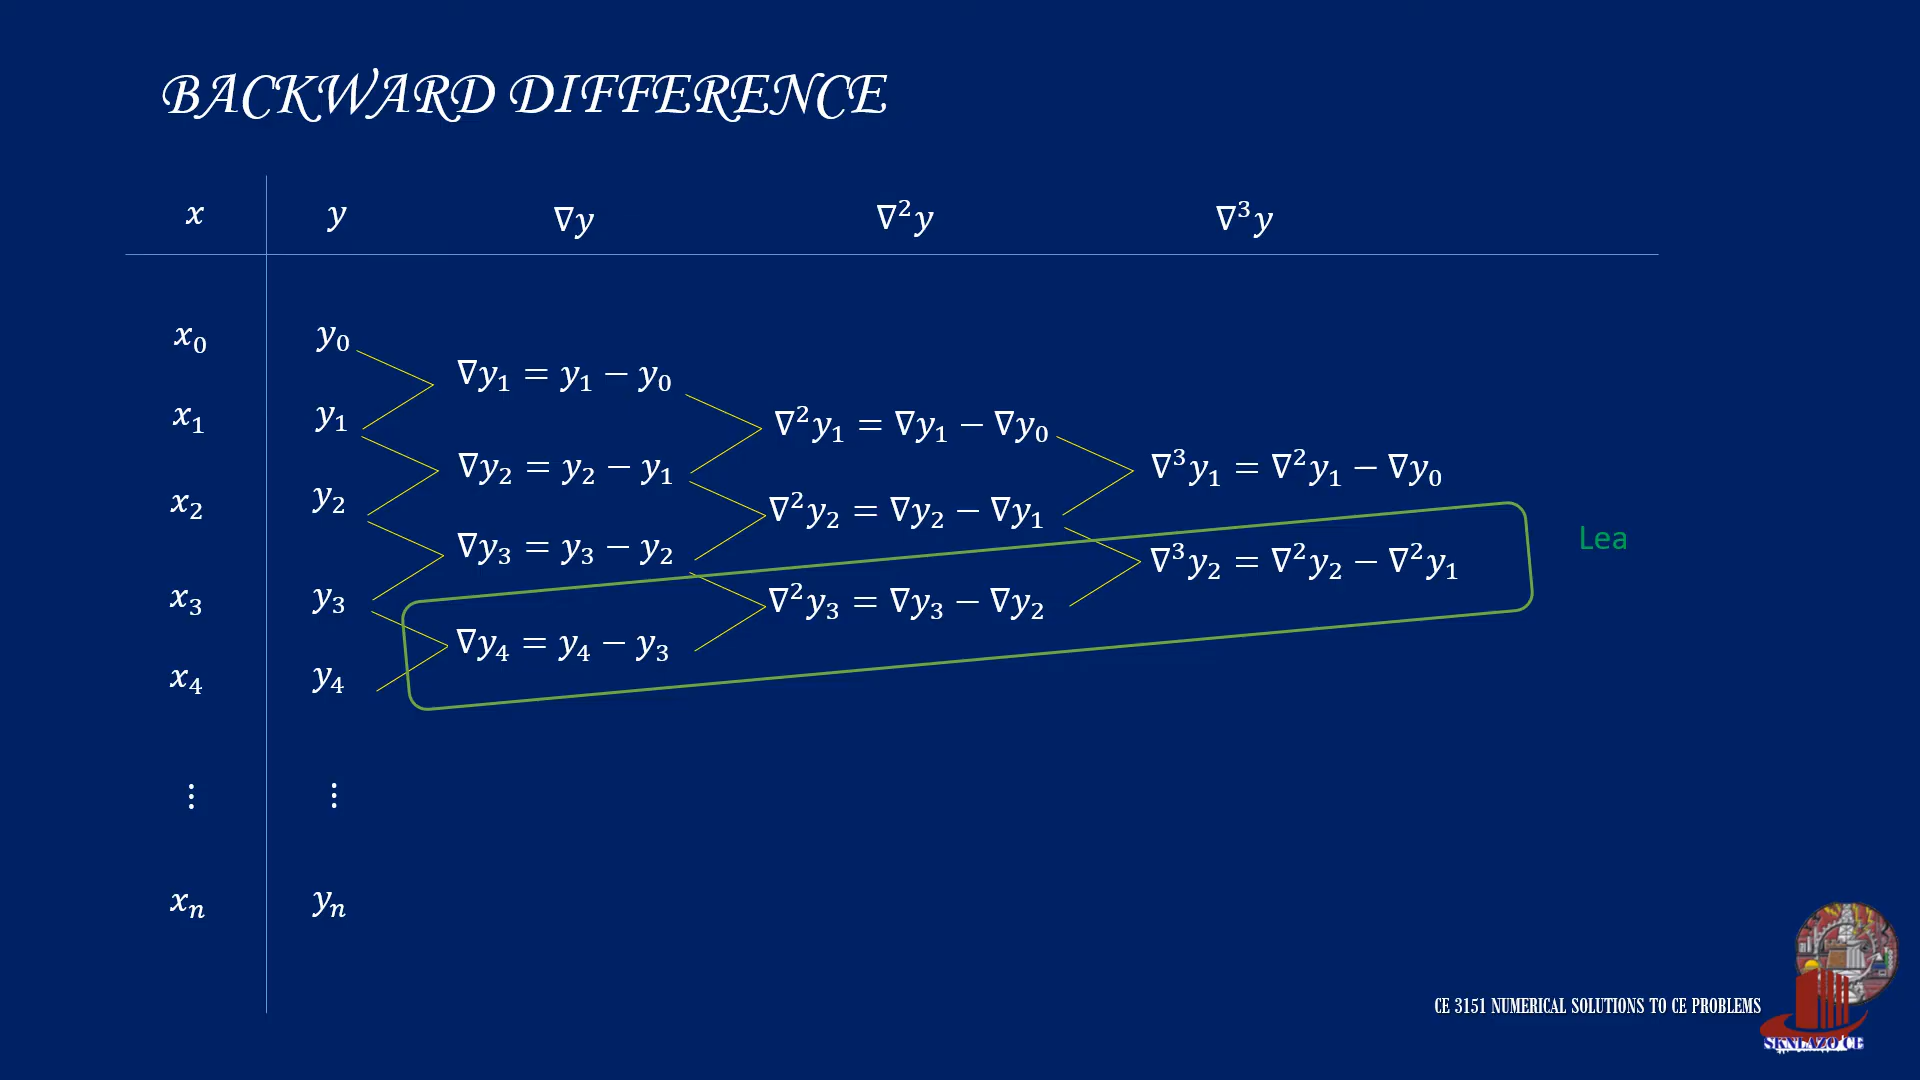 BACKWARD DIFFERENCE
x y ∇y ∇²y ∇³y
x₀ y₀
∇y₁ = y₁ − y₀
x₁ y₁ ∇²y₁ = ∇y₁ − ∇y₀
∇y₂ = y₂ − y₁ ∇³y₁ = ∇²y₁ − ∇y₀
x₂ y₂ ∇²y₂ = ∇y₂ − ∇y₁
Lea
∇y₃ = y₃ − y₂ ∇³y₂ = ∇²y₂ − ∇²y₁
x₃ y₃ ∇²y₃ = ∇y₃ − ∇y₂
∇y₄ = y₄ − y₃
x₄ y₄
⋮ ⋮
xₙ yₙ
CE 3151 NUMERICAL SOLUTIONS TO CE PROBLEMS
SKNLAZO CE